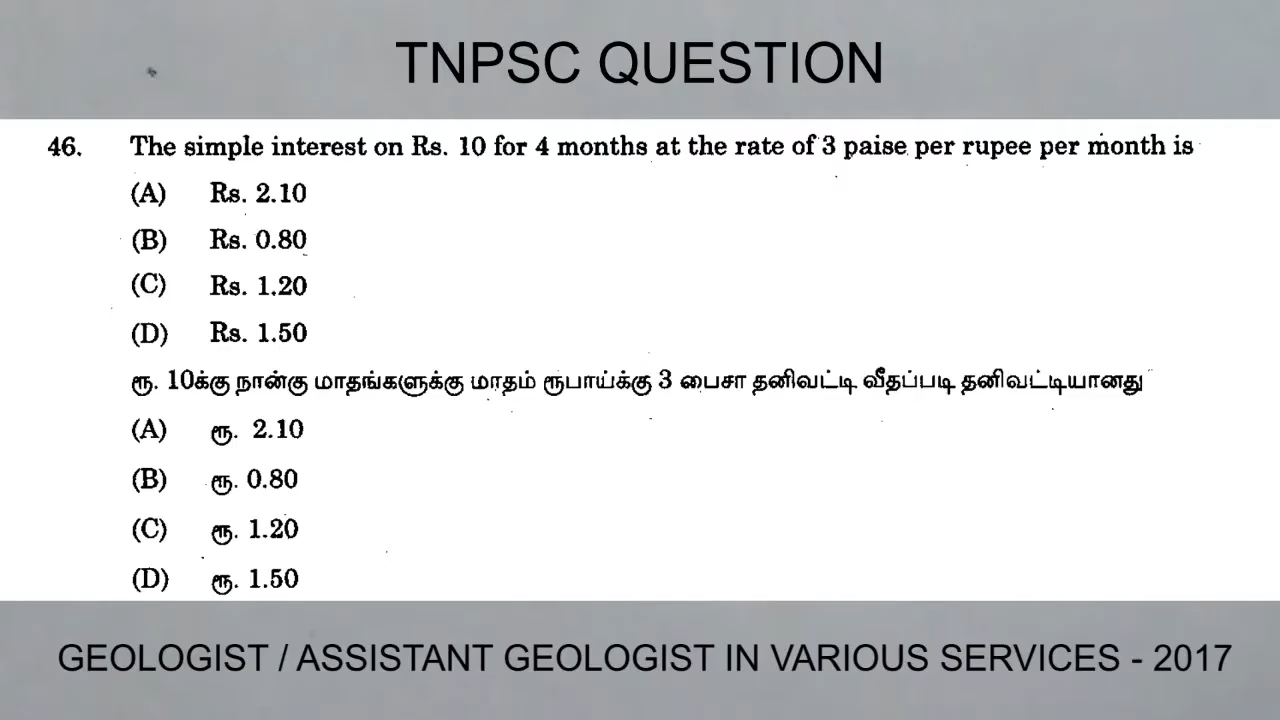 TNPSC QUESTION
46. The simple interest on Rs. 10 for 4 months at the rate of 3 paise per rupee per month is
(A) Rs. 2.10
(B) Rs. 0.80
(C) Rs. 1.20
(D) Rs. 1.50
ரூ. 10க்கு நான்கு மாதங்களுக்கு மாதம் ரூபாய்க்கு 3 பைசா தனிவட்டி வீதப்படி தனிவட்டியானது
(A) ரூ. 2.10
(B) ரூ. 0.80
(C) ரூ. 1.20
(D) ரூ. 1.50
GEOLOGIST / ASSISTANT GEOLOGIST IN VARIOUS SERVICES - 2017